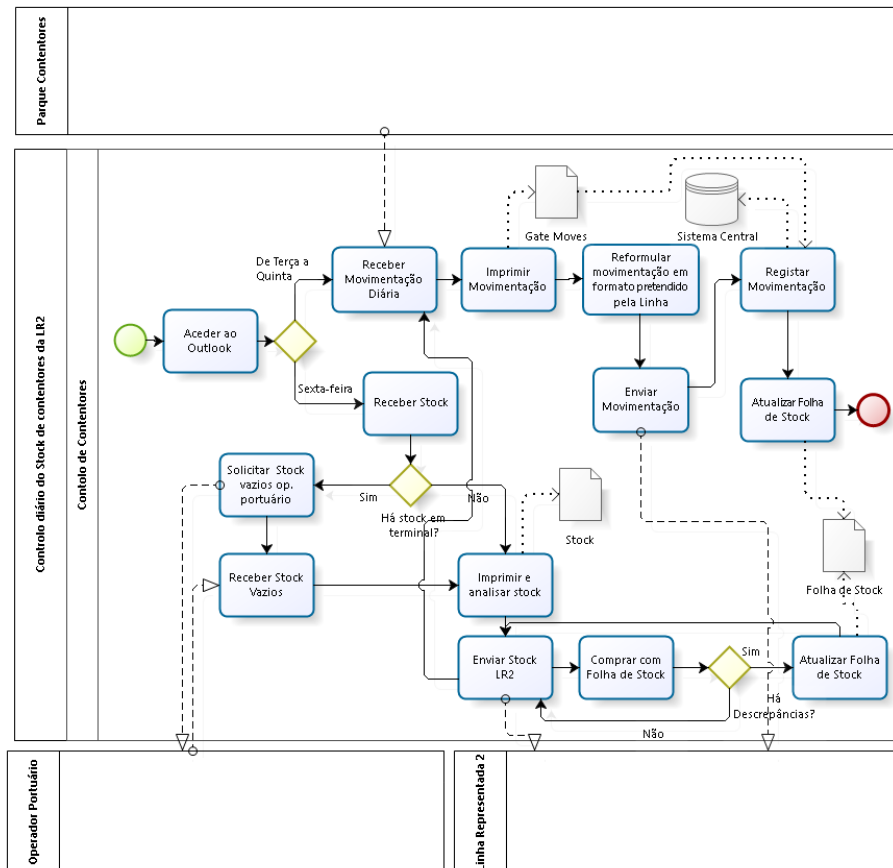 Parque Contentores
Controlo diário do Stock de contentores da LR2
Contolo de Contentores
Gate Moves
Sistema Central
De Terça a
Quinta
Receber
Movimentação
Diária
Imprimir
Movimentação
Reformular
movimentação em
formato pretendido
pela Linha
Registar
Movimentação
Aceder ao
Outlook
Sexta-feira
Receber Stock
Enviar
Movimentação
Atualizar Folha
de Stock
Solicitar Stock
vazios op.
portuário
Sim
Não
Há stock em
terminal?
Stock
Receber Stock
Vazios
Imprimir e
analisar stock
Folha de Stock
Enviar Stock
LR2
Comprar com
Folha de Stock
Sim
Atualizar Folha
de Stock
Há
Descrepâncias?
Não
Operador Portuário
Linha Representada 2